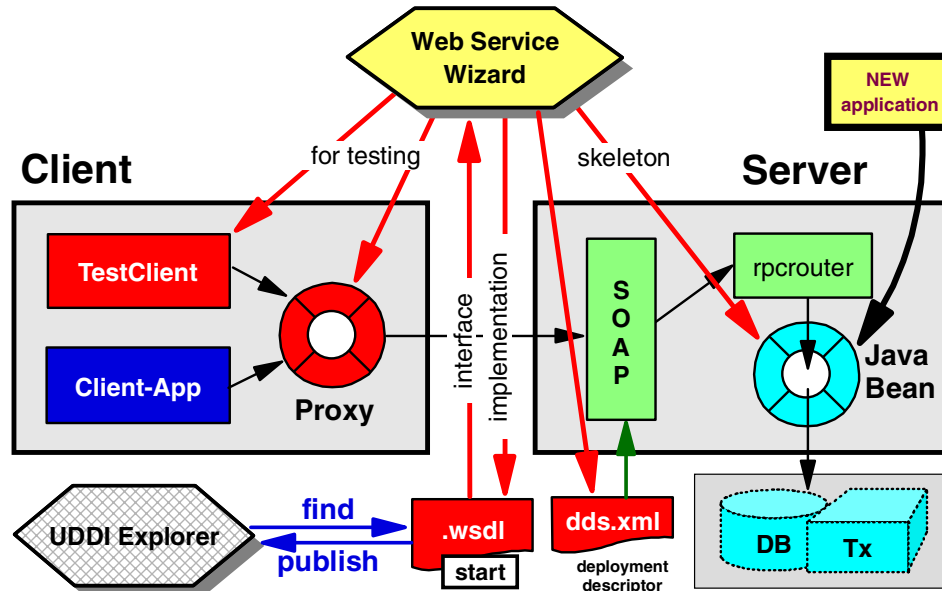 Web Service
Wizard
NEW
application
for testing
skeleton
Client
Server
TestClient
Client-App
Proxy
interface
implementation
S
O
A
P
rpcrouter
Java
Bean
UDDI Explorer
find
publish
.wsdl
start
dds.xml
deployment
descriptor
DB
Tx